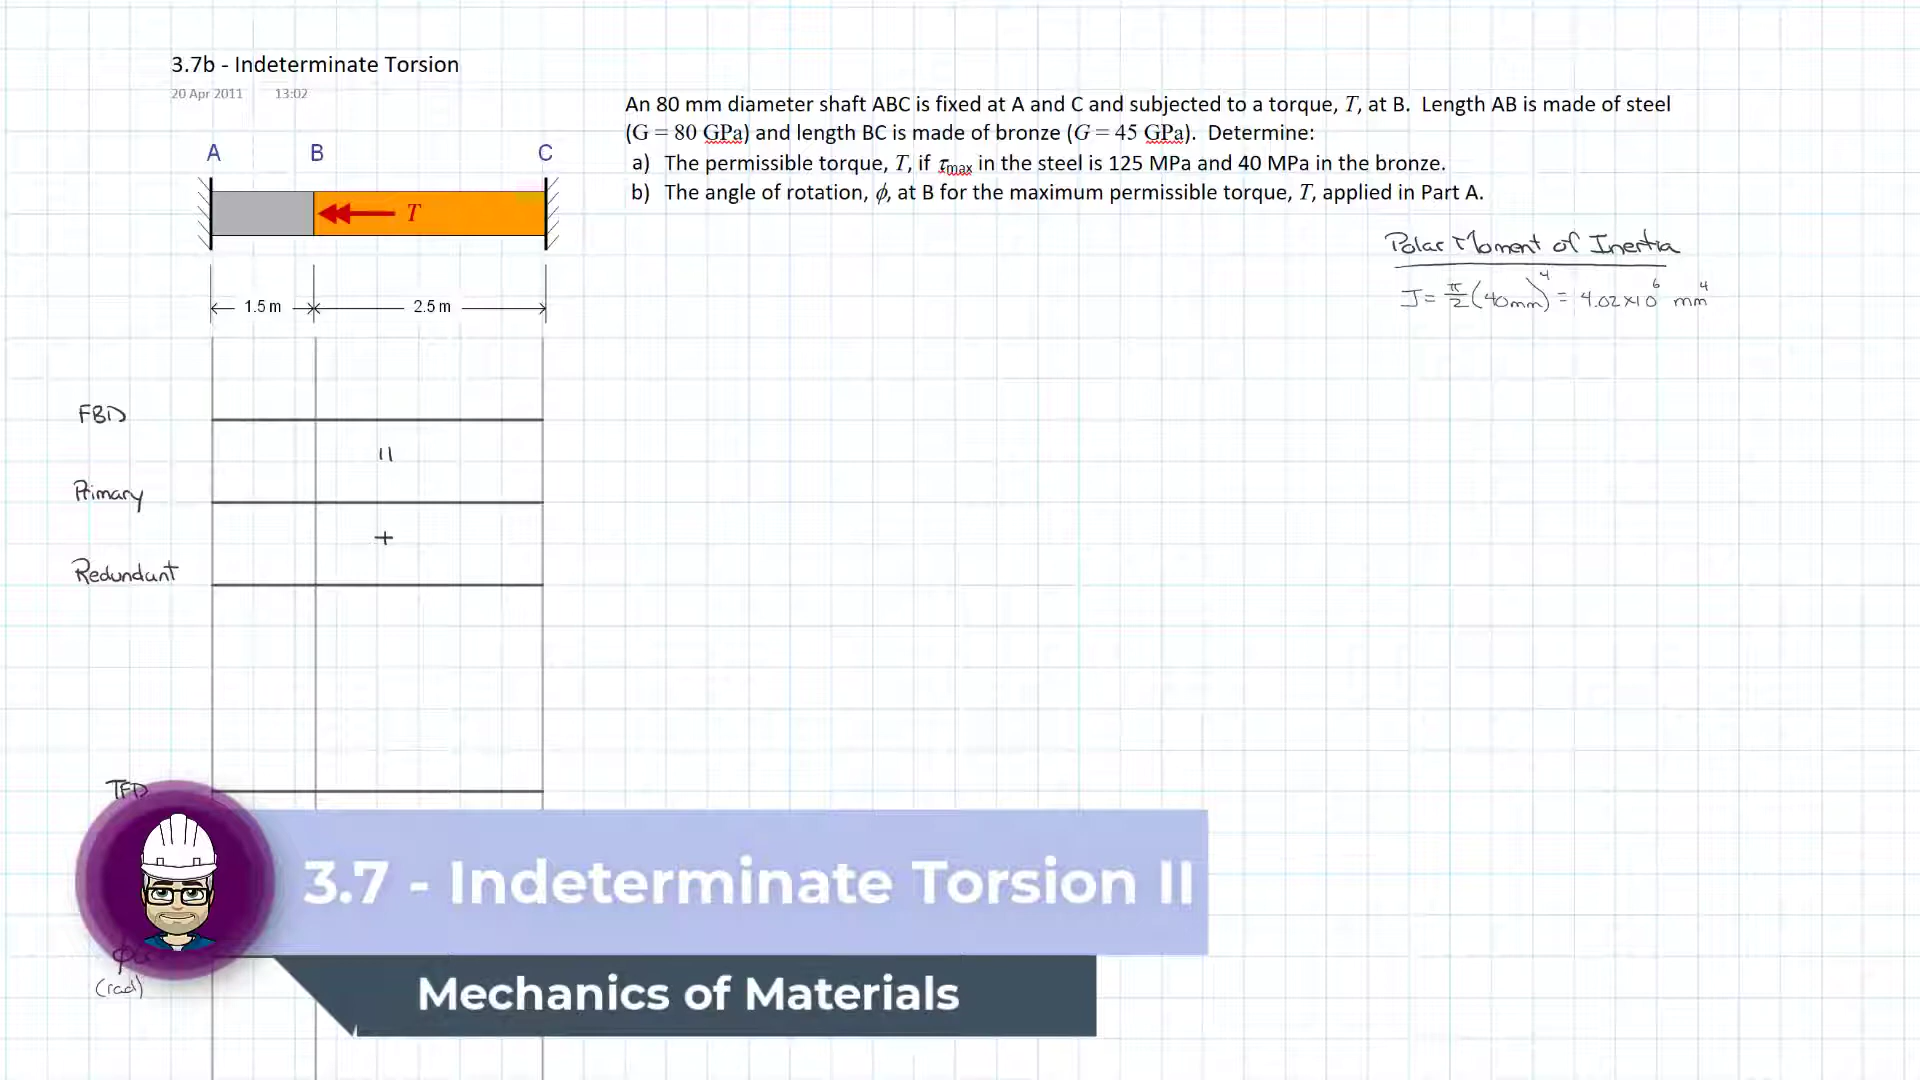 3.7b - Indeterminate Torsion
20 Apr 2011 13:02
An 80 mm diameter shaft ABC is fixed at A and C and subjected to a torque, T, at B. Length AB is made of steel
(G = 80 GPa) and length BC is made of bronze (G = 45 GPa). Determine:
a) The permissible torque, T, if τmax in the steel is 125 MPa and 40 MPa in the bronze.
b) The angle of rotation, ϕ, at B for the maximum permissible torque, T, applied in Part A.
A B C
T
1.5 m 2.5 m
Polar Moment of Inertia
J = π/2 (40mm)⁴ = 4.02×10⁶ mm⁴
FBD
=
Primary
+
Redundant
TFD
(rad)
3.7 - Indeterminate Torsion II
Mechanics of Materials